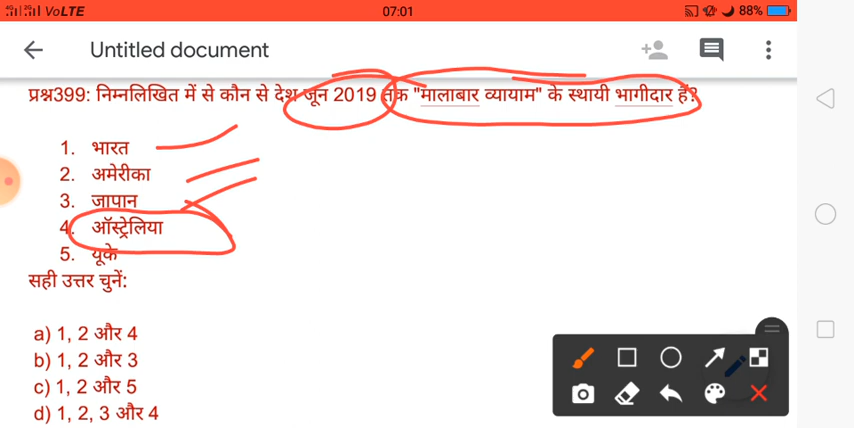 4G 2G VoLTE 07:01 88%
Untitled document
प्रश्न399: निम्नलिखित में से कौन से देश जून 2019 तक "मालाबार व्यायाम" के स्थायी भागीदार हैं?
1. भारत
2. अमेरीका
3. जापान
4. ऑस्ट्रेलिया
5. यूके
सही उत्तर चुनें:
a) 1, 2 और 4
b) 1, 2 और 3
c) 1, 2 और 5
d) 1, 2, 3 और 4